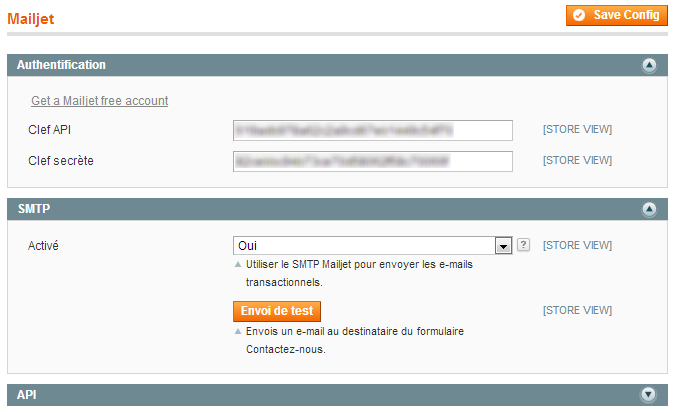 Mailjet
Save Config
Authentification
Get a Mailjet free account
Clef API
[STORE VIEW]
Clef secrète
[STORE VIEW]
SMTP
Activé
Oui
?
[STORE VIEW]
Utiliser le SMTP Mailjet pour envoyer les e-mails
transactionnels.
Envoi de test
[STORE VIEW]
Envois un e-mail au destinataire du formulaire
Contactez-nous.
API